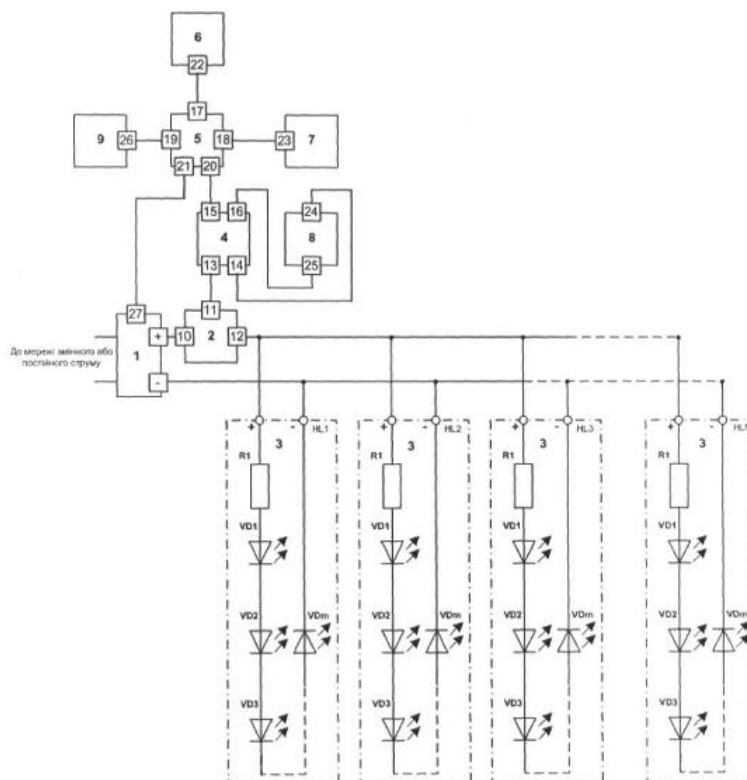 6
22
17
9 26 19 5 18 23 7
21 20
15 16 24
4 8
13 14 25
27 11
До мережі змінного або
постійного струму
1 + 10 2 12
-
+ - HL1 + - HL2 + - HL3 + -
3 3 3 3
R1 R1 R1 R1
VD1 VD1 VD1 VD1
VD2 VDm VD2 VDm VD2 VDm VD2 VDm
VD3 VD3 VD3 VD3